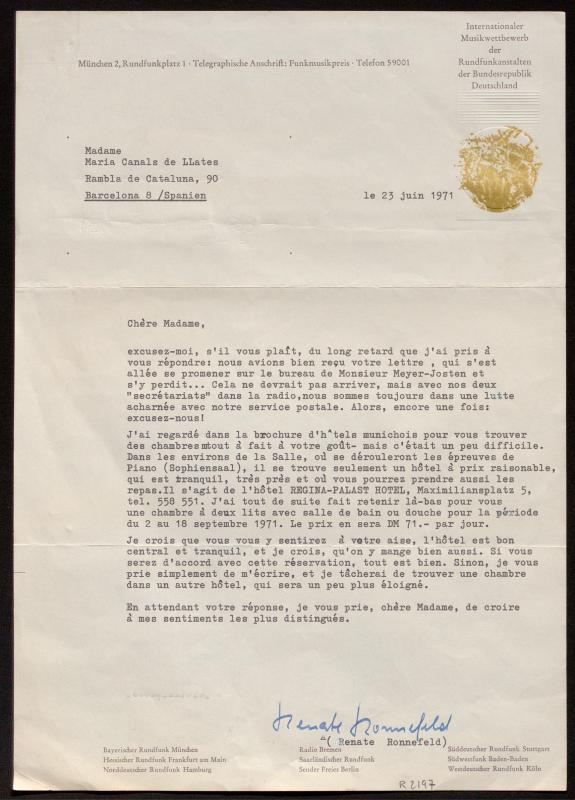 Internationaler
Musikwettbewerb
der
Rundfunkanstalten
der Bundesrepublik
Deutschland
München 2, Rundfunkplatz 1 · Telegraphische Anschrift: Funkmusikpreis · Telefon 59001
Madame
Maria Canals de LLates
Rambla de Cataluna, 90
Barcelona 8 /Spanien
le 23 juin 1971
Chère Madame,
excusez-moi, s'il vous plaît, du long retard que j'ai pris à
vous répondre: nous avions bien reçu votre lettre , qui s'est
allée se promener sur le bureau de Monsieur Meyer-Josten et
s'y perdit... Cela ne devrait pas arriver, mais avec nos deux
"secrétariats" dans la radio,nous sommes toujours dans une lutte
acharnée avec notre service postale. Alors, encore une fois:
excusez-nous!
J'ai regardé dans la brochure d'hôtels munichois pour vous trouver
des chambres tout à fait à votre goût- mais c'était un peu difficile.
Dans les environs de la Salle, où se dérouleront les épreuves de
Piano (Sophiensaal), il se trouve seulement un hôtel à prix raisonable,
qui est tranquil, très près et où vous pourrez prendre aussi les
repas.Il s'agit de l'hôtel REGINA-PALAST HOTEL, Maximiliansplatz 5,
tel. 558 551. J'ai tout de suite fait retenir là-bas pour vous
une chambre à deux lits avec salle de bain ou douche pour la période
du 2 au 18 septembre 1971. Le prix en sera DM 71.- par jour.
Je crois que vous vous y sentirez à votre aise, l'hôtel est bon
central et tranquil, et je crois, qu'on y mange bien aussi. Si vous
serez d'accord avec cette réservation, tout est bien. Sinon, je vous
prie simplement de m'écrire, et je tâcherai de trouver une chambre
dans un autre hôtel, qui sera un peu plus éloigné.
En attendant votre réponse, je vous prie, chère Madame, de croire
à mes sentiments les plus distingués.
Renate Ronnefeld
( Renate Ronnefeld)
Bayerischer Rundfunk München
Hessischer Rundfunk Frankfurt am Main
Norddeutscher Rundfunk Hamburg
Radio Bremen
Saarländischer Rundfunk
Sender Freies Berlin
Süddeutscher Rundfunk Stuttgart
Südwestfunk Baden-Baden
Westdeutscher Rundfunk Köln
R 2197